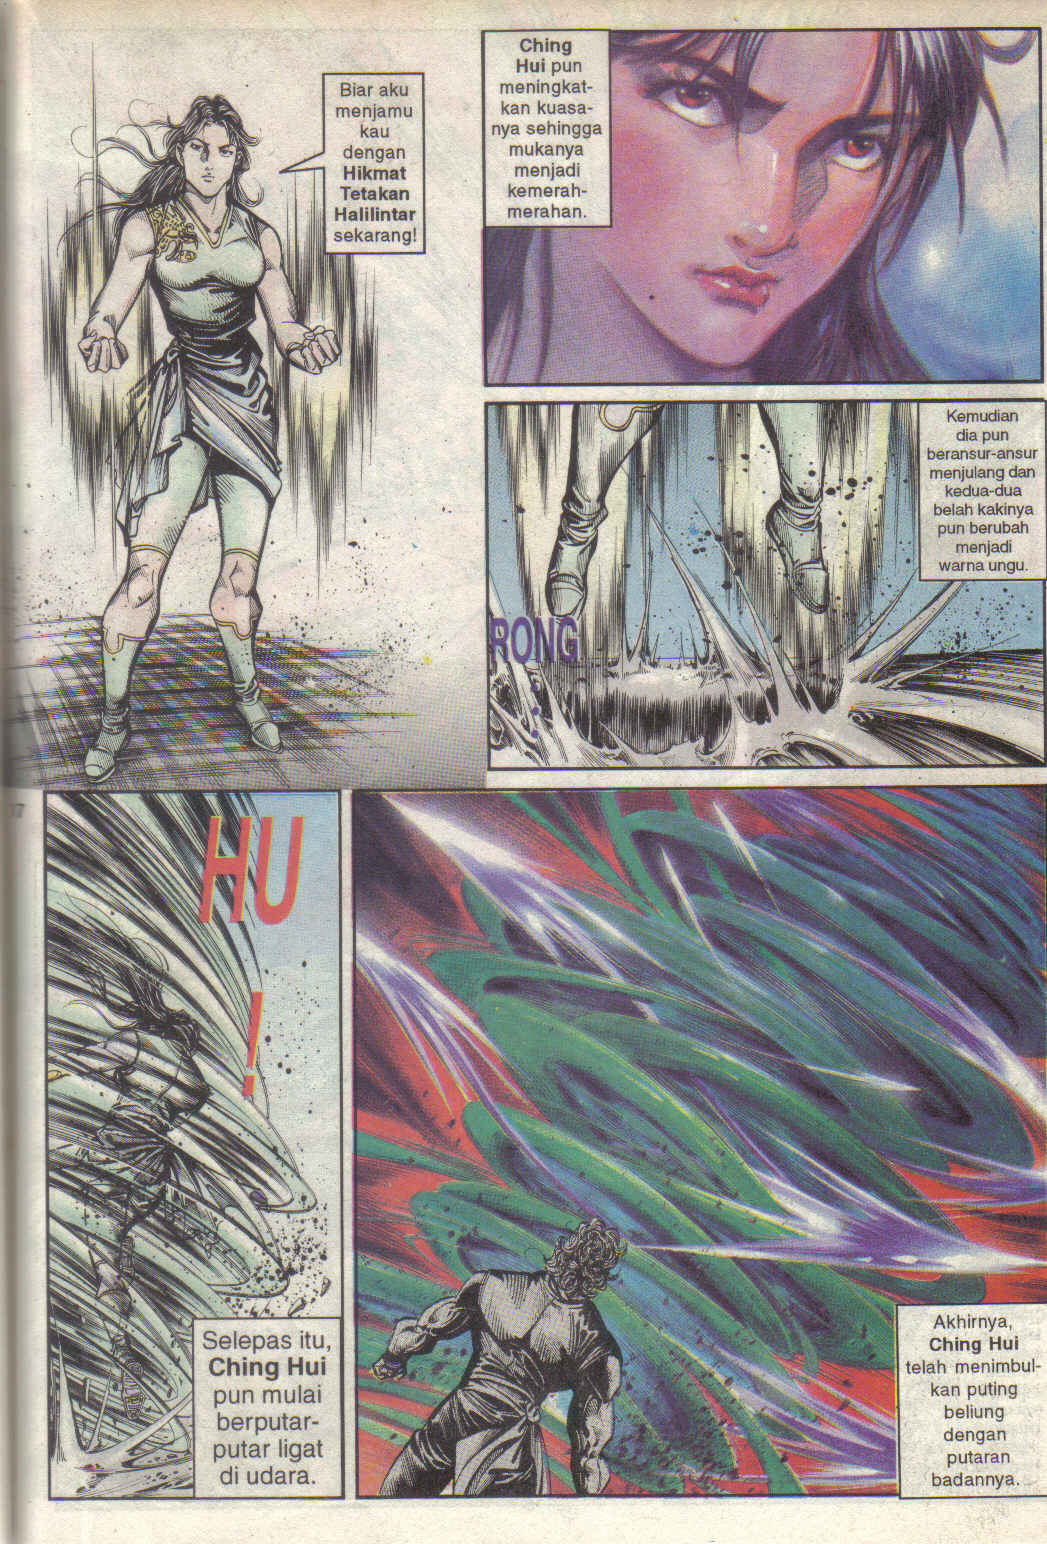 Biar aku
menjamu
kau
dengan
Hikmat
Tetakan
Halilintar
sekarang!
Ching
Hui pun
meningkat-
kan kuasa-
nya sehingga
mukanya
menjadi
kemerah-
merahan.
Kemudian
dia pun
beransur-ansur
menjulang dan
kedua-dua
belah kakinya
pun berubah
menjadi
warna ungu.
RONG
HU
!
Selepas itu,
Ching Hui
pun mulai
berputar-
putar ligat
di udara.
Akhirnya,
Ching Hui
telah menimbul-
kan puting
beliung
dengan
putaran
badannya.